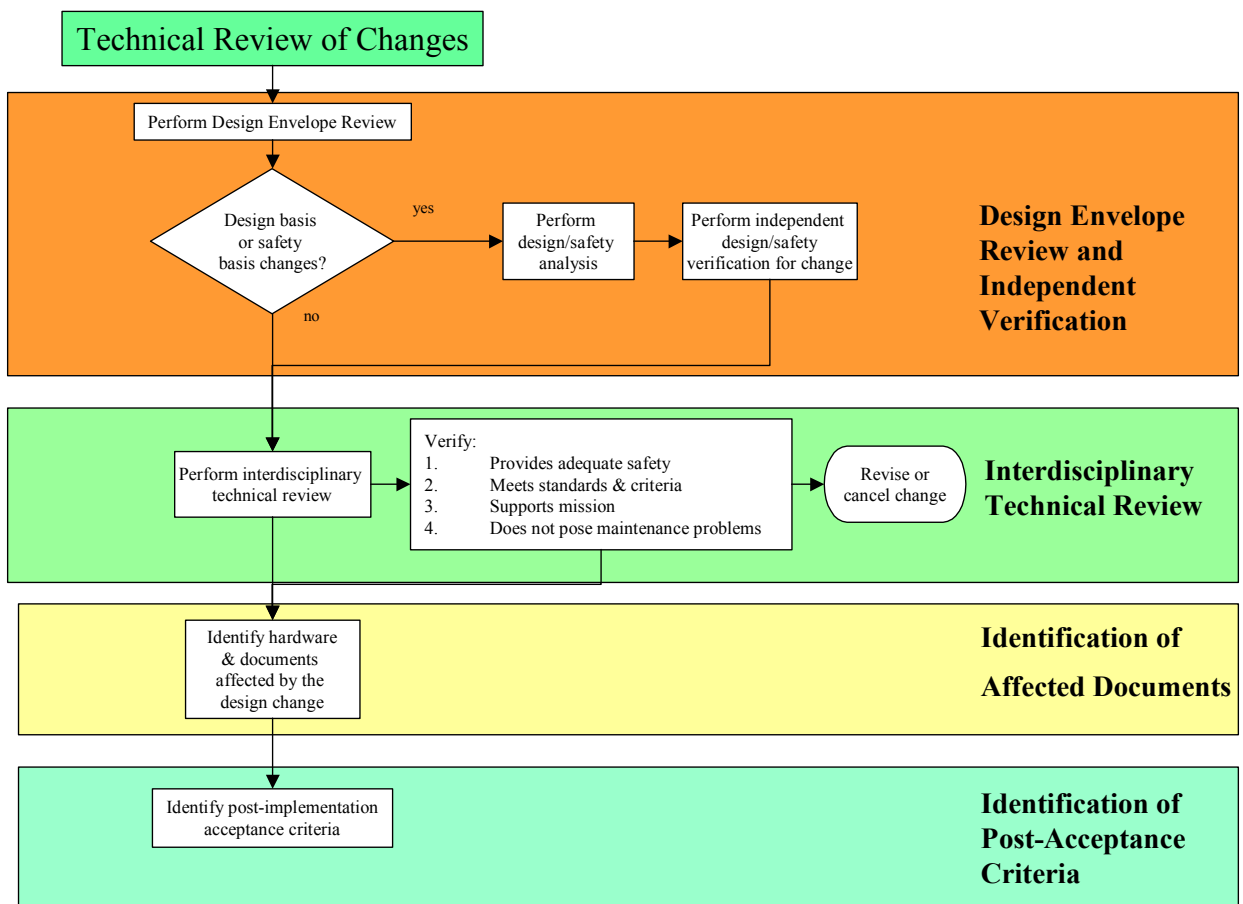 Technical Review of Changes
Perform Design Envelope Review
Design basis
or safety
basis changes?
yes
no
Perform
design/safety
analysis
Perform independent
design/safety
verification for change
Design Envelope
Review and
Independent
Verification
Perform interdisciplinary
technical review
Verify:
1. Provides adequate safety
2. Meets standards & criteria
3. Supports mission
4. Does not pose maintenance problems
Revise or
cancel change
Interdisciplinary
Technical Review
Identify hardware
& documents
affected by the
design change
Identification of
Affected Documents
Identify post-implementation
acceptance criteria
Identification of
Post-Acceptance
Criteria